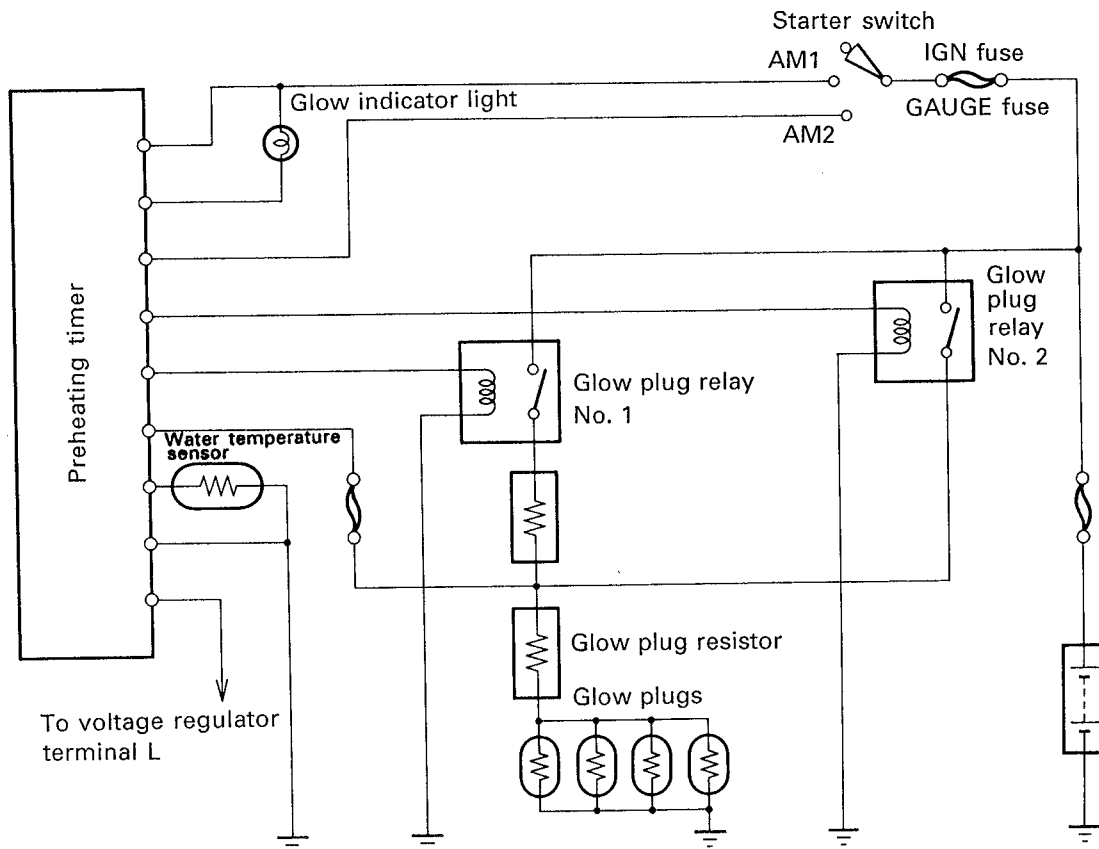 Starter switch
AM1
IGN fuse
Glow indicator light
GAUGE fuse
AM2
Preheating timer
Glow
plug
relay
No. 2
Glow plug relay
No. 1
Water temperature
sensor
Glow plug resistor
Glow plugs
To voltage regulator
terminal L